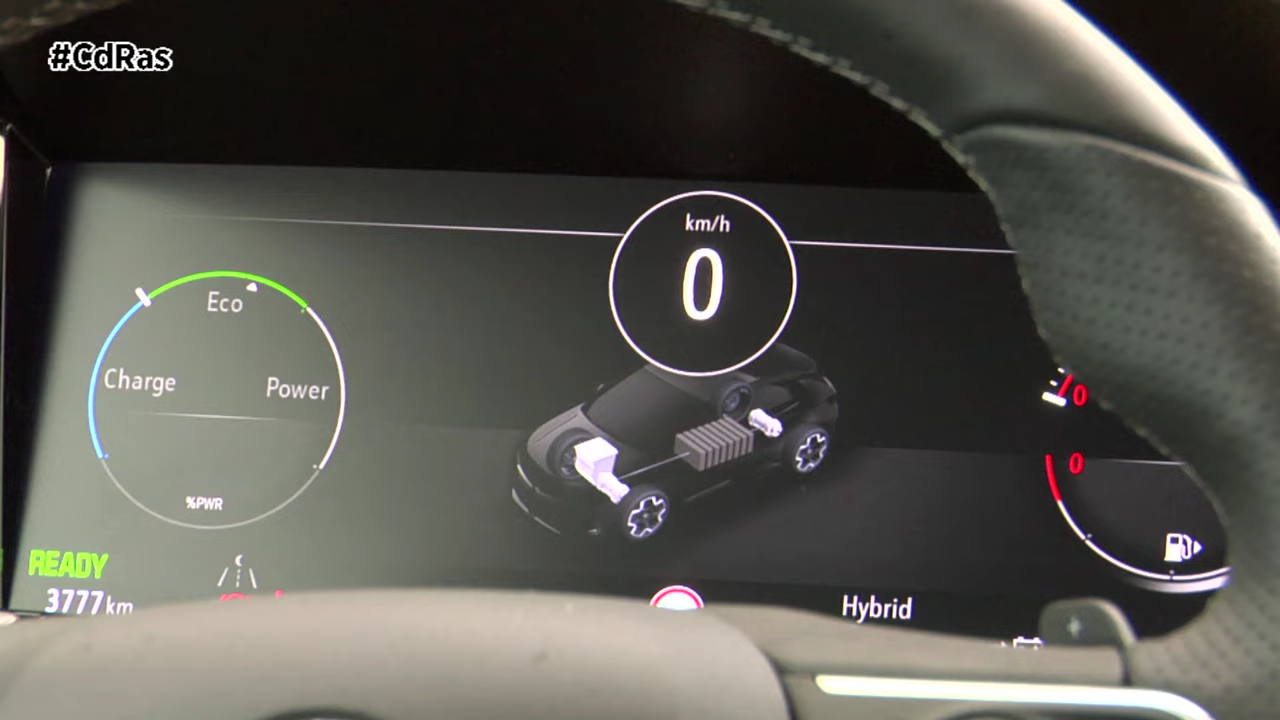 #CdRas
km/h
0
Eco
Charge
Power
%PWR
0
0
READY
3777 km
Hybrid